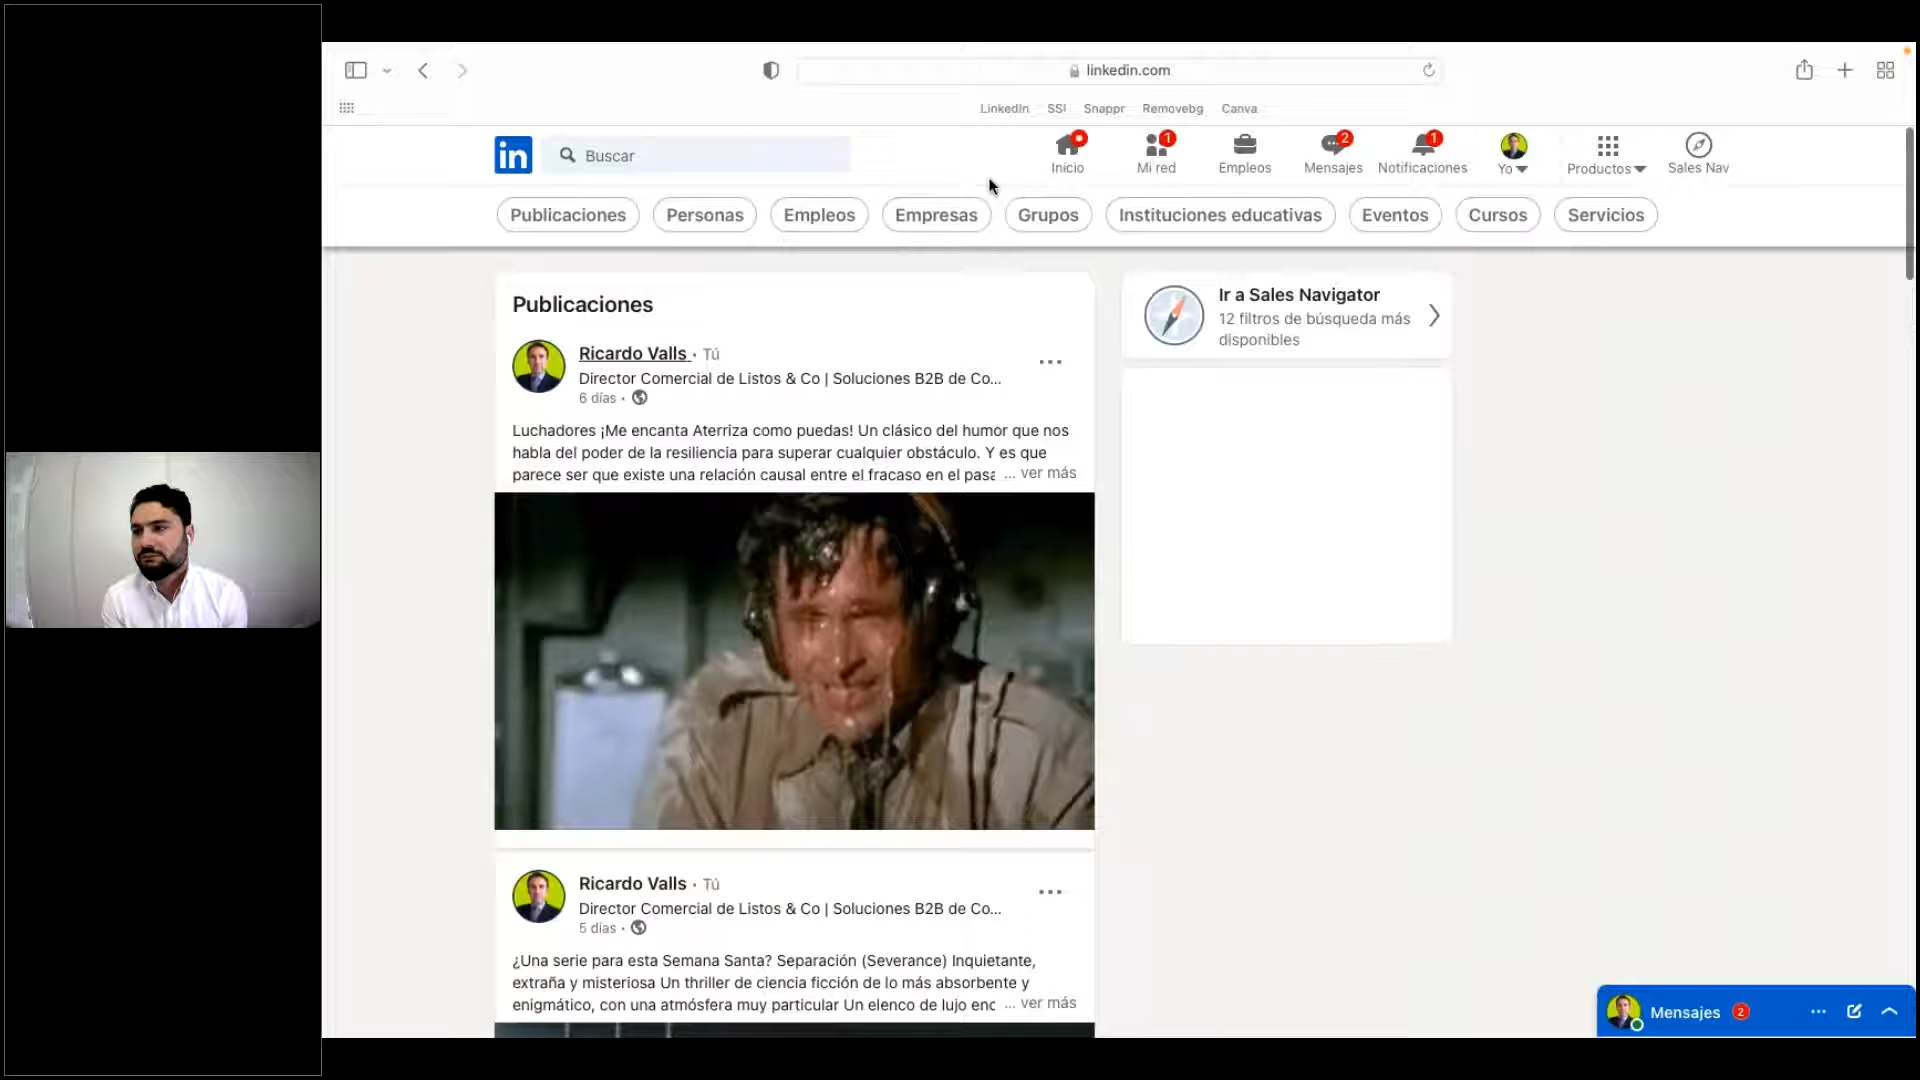 linkedin.com
LinkedIn SSI Snappr Removebg Canva
in Buscar
Inicio 1 Mi red Empleos 2 Mensajes 1 Notificaciones Yo Productos Sales Nav
Publicaciones Personas Empleos Empresas Grupos Instituciones educativas Eventos Cursos Servicios
Publicaciones
Ricardo Valls · Tú
Director Comercial de Listos & Co | Soluciones B2B de Co...
6 días ·
Luchadores ¡Me encanta Aterriza como puedas! Un clásico del humor que nos
habla del poder de la resiliencia para superar cualquier obstáculo. Y es que
parece ser que existe una relación causal entre el fracaso en el pasa ... ver más
Ir a Sales Navigator
12 filtros de búsqueda más
disponibles
Ricardo Valls · Tú
Director Comercial de Listos & Co | Soluciones B2B de Co...
5 días ·
¿Una serie para esta Semana Santa? Separación (Severance) Inquietante,
extraña y misteriosa Un thriller de ciencia ficción de lo más absorbente y
enigmático, con una atmósfera muy particular Un elenco de lujo enc ... ver más
Mensajes 2